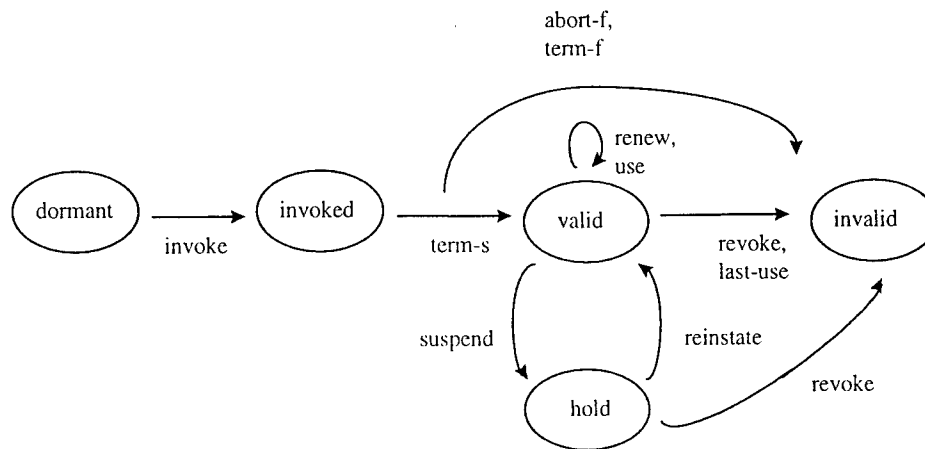 abort-f,
term-f
renew,
use
dormant
invoked
valid
invalid
invoke
term-s
revoke,
last-use
suspend
reinstate
revoke
hold